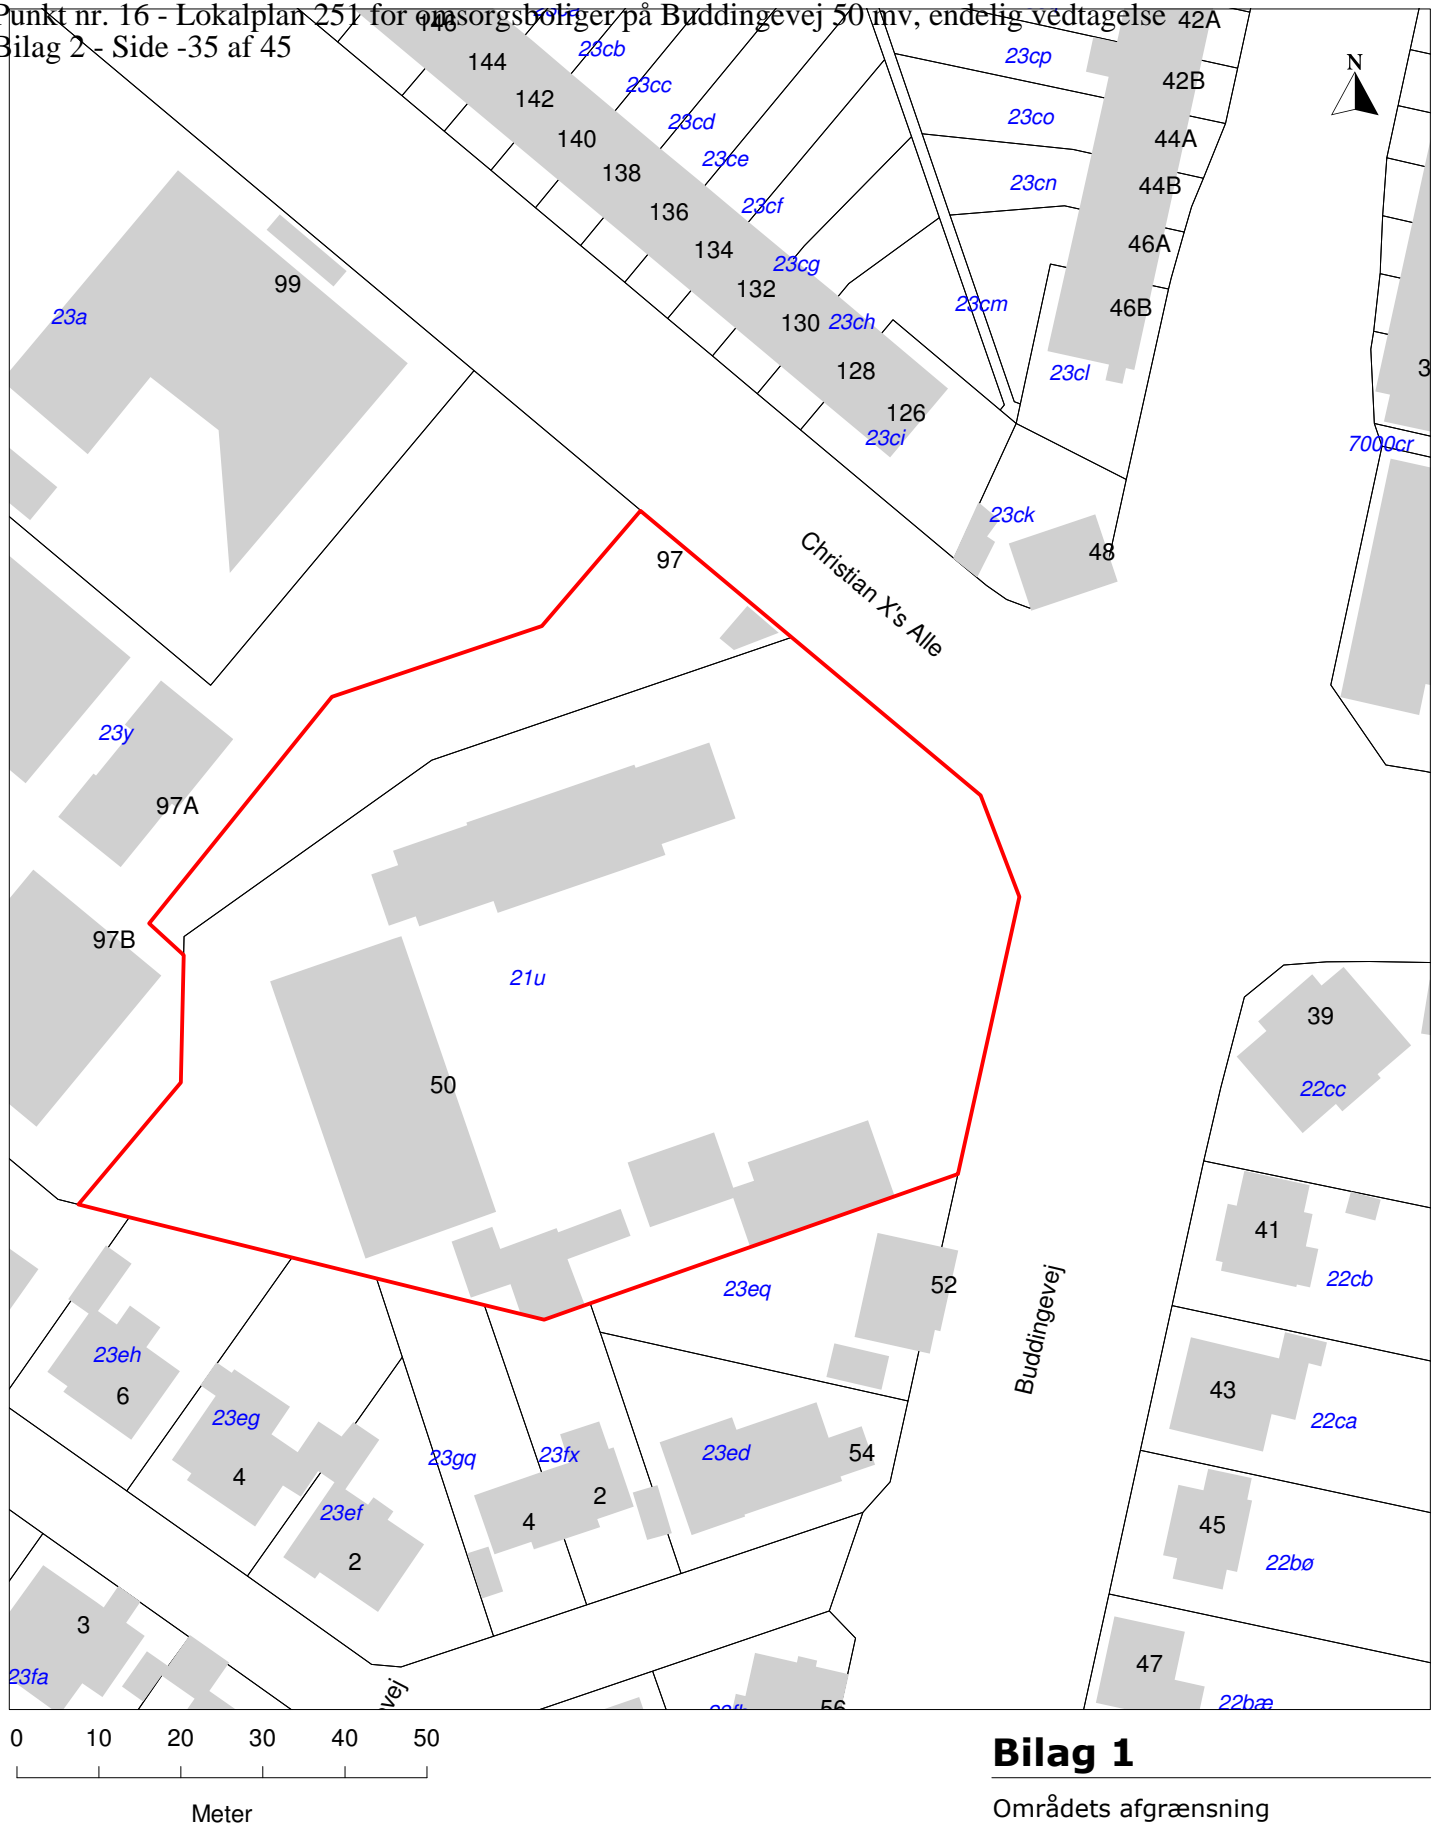 Punkt nr. 16 - Lokalplan 251 for omsorgsboliger på Buddingevej 50 mv, endelig vedtagelse
Bilag 2 - Side -35 af 45
N
146
144
142
140
138
136
134
132
130
128
126
23cb
23cc
23cd
23ce
23cf
23cg
23ch
23ci
23cp
23co
23cn
23cm
23cl
23ck
42A
42B
44A
44B
46A
46B
48
7000cr
99
23a
97
Christian X's Alle
23y
97A
97B
21u
50
39
22cc
41
22cb
43
22ca
45
22bø
47
22bæ
Buddingevej
52
23eq
54
23ed
23eh
6
23eg
4
23ef
2
23gq
23fx
2
4
3
23fa
vej
56
0 10 20 30 40 50
Meter
Bilag 1
Områdets afgrænsning